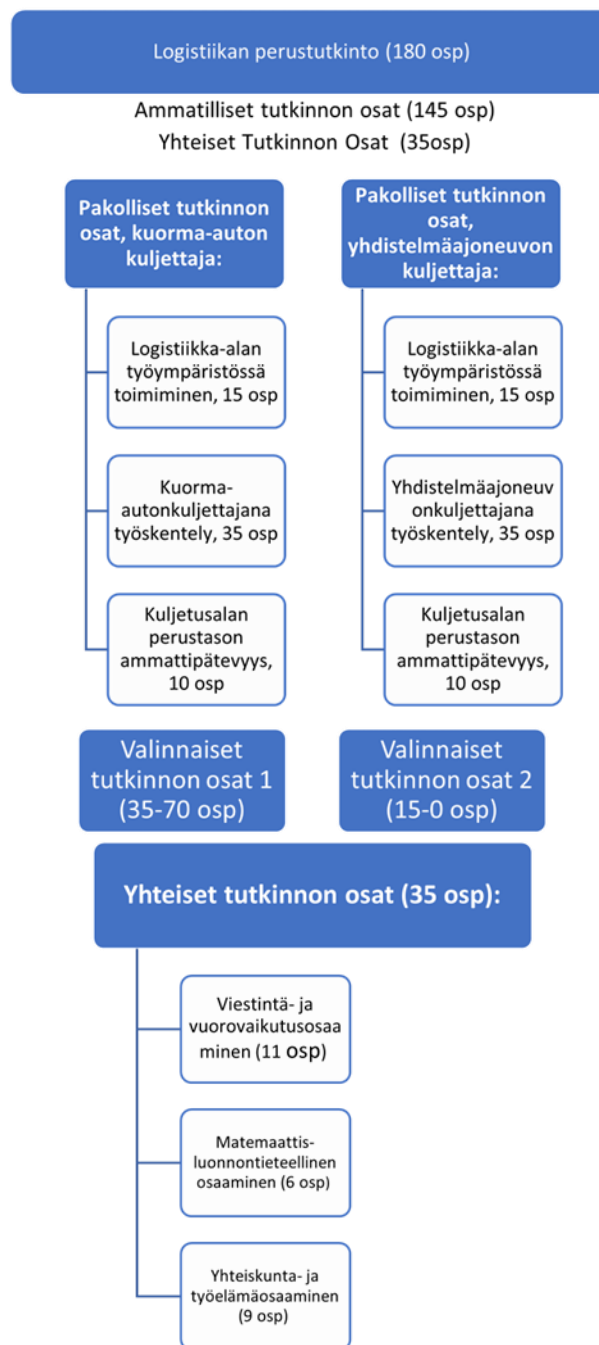 Logistiikan perustutkinto (180 osp)
Ammatilliset tutkinnon osat (145 osp)
Yhteiset Tutkinnon Osat (35osp)
Pakolliset tutkinnon
osat, kuorma-auton
kuljettaja:
Logistiikka-alan
työympäristössä
toimiminen, 15 osp
Kuorma-
autonkuljettajana
työskentely, 35 osp
Kuljetusalan
perustason
ammattipätevyys,
10 osp
Pakolliset tutkinnon
osat,
yhdistelmäajoneuvon
kuljettaja:
Logistiikka-alan
työympäristössä
toimiminen, 15 osp
Yhdistelmäajoneuv
onkuljettajana
työskentely, 35 osp
Kuljetusalan
perustason
ammattipätevyys,
10 osp
Valinnaiset
tutkinnon osat 1
(35-70 osp)
Valinnaiset
tutkinnon osat 2
(15-0 osp)
Yhteiset tutkinnon osat (35 osp):
Viestintä- ja
vuorovaikutusosaa
minen (11 osp)
Matemaattis-
luonnontieteellinen
osaaminen (6 osp)
Yhteiskunta- ja
työelämäosaaminen
(9 osp)